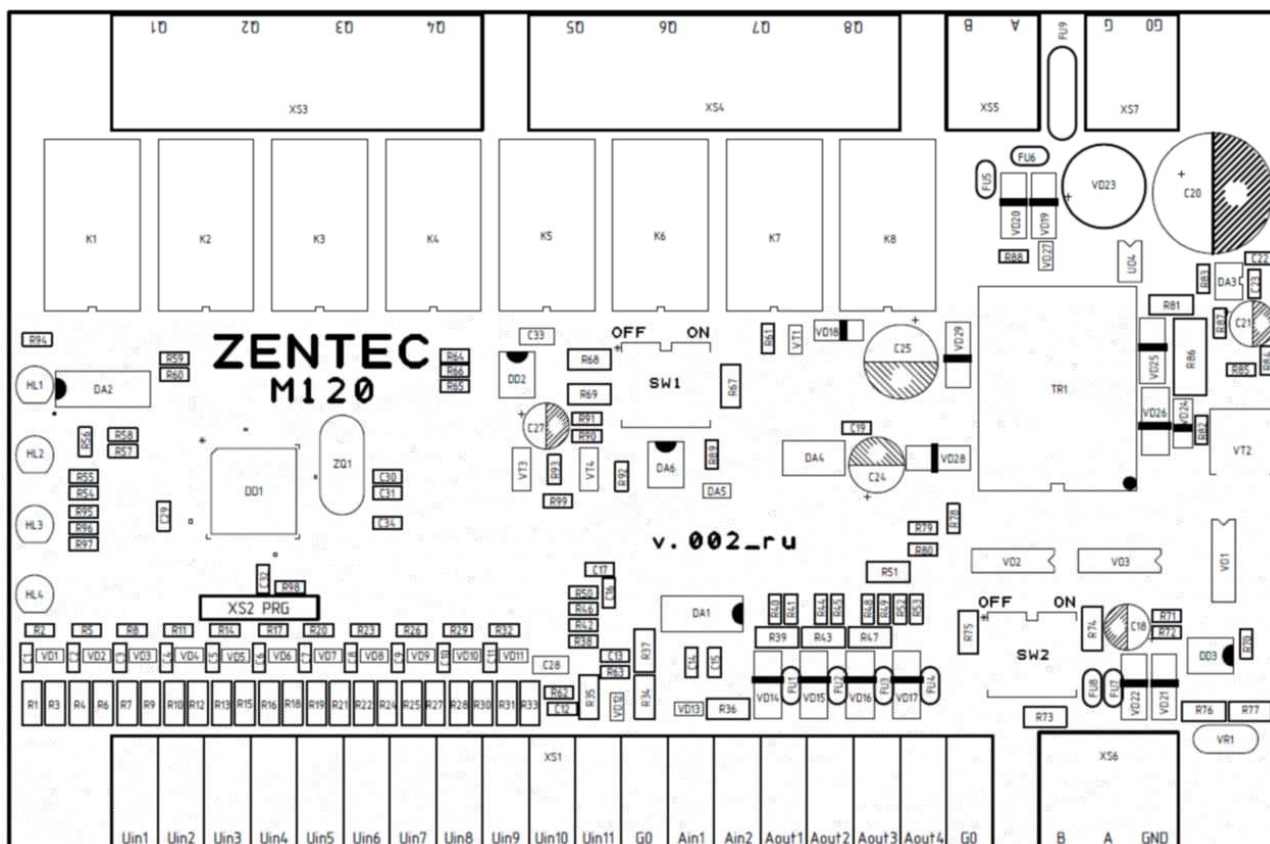 Q1 Q2 Q3 Q4 Q5 Q6 Q7 Q8 B A FU9 G G0
XS3 XS4 XS5 XS7
FU5 FU6 VD23 C20
VD20 VD19
K1 K2 K3 K4 K5 K6 K7 K8
R88 VD27 UD4 R83 DA3 C22 C23
R94 C33 OFF ON R61 VT1 VD18 C25 VD29 R81 R82 C21
ZENTEC
M120
R59 R60 R64 R66 R65 DD2 R68 SW1 R67 TR1 VD25 R86 R85 R84
HL1 DA2 R69
C27 R91 R90 C19 VD26 VD24 R82
HL2 R56 R58 R57 ZQ1 VT3 R93 VT4 R92 DA6 R89 DA4 C24 VD28 VT2
R55 R54 DD1 C30 C31 R99 DA5
HL3 R95 R96 R97 C29 C34 R78 R79 R80
v.002_ru
VD2 VD3 VD1
HL4 C32 R98 C17 C16 R51
XS2 PRG R50 R46 R42 R38 DA1 R40 R41 R44 R45 R48 R49 R52 R53 OFF ON
R2 R5 R8 R11 R14 R17 R20 R23 R26 R29 R32 R37 R39 R43 R47 R75 SW2 R74 C18 R71 R72 R70
C1 VD1 C2 VD2 C3 VD3 C4 VD4 C5 VD5 C6 VD6 C7 VD7 C8 VD8 C9 VD9 C10 VD10 C11 VD11 C28 C13 R63 C14 C15 DD3
R1 R3 R4 R6 R7 R9 R10 R12 R13 R15 R16 R18 R19 R21 R22 R24 R25 R27 R28 R30 R31 R33 R62 C12 R35 VD12 R34 VD13 R36 VD14 FU1 VD15 FU2 VD16 FU3 VD17 FU4 R73 FU8 FU7 VD22 VD21 R76 R77
VR1
XS1 XS6
Uin1 Uin2 Uin3 Uin4 Uin5 Uin6 Uin7 Uin8 Uin9 Uin10 Uin11 G0 Ain1 Ain2 Aout1 Aout2 Aout3 Aout4 G0 B A GND